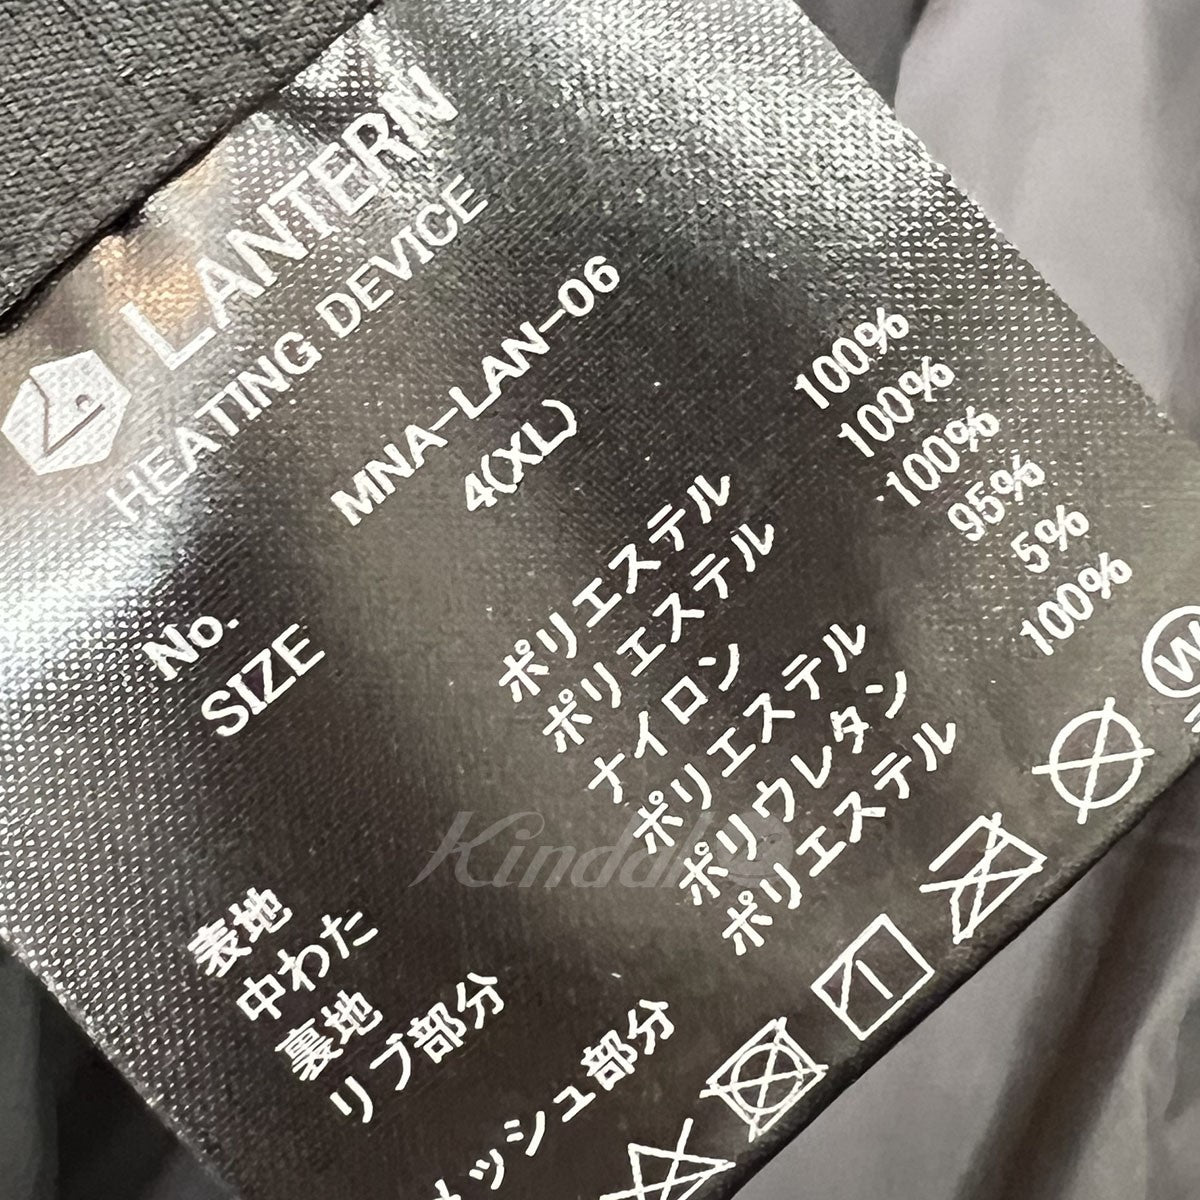 LANTERN
HEATING DEVICE
No. MNA-LAN-06
SIZE 4(XL)
表地 ポリエステル 100%
中わた ポリエステル 100%
裏地 ナイロン 100%
リブ部分 ポリエステル 95%
ポリウレタン 5%
メッシュ部分 ポリエステル 100%
W
Kindal